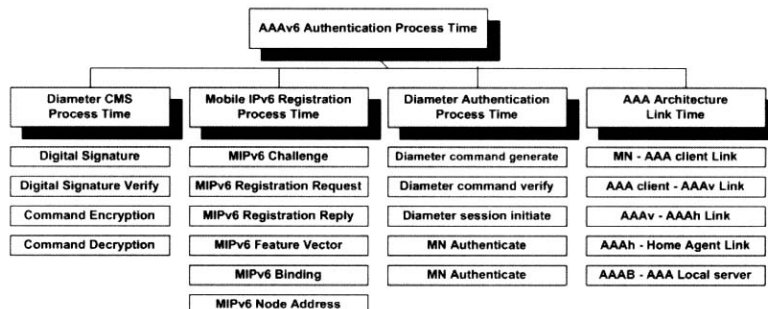 AAAv6 Authentication Process Time
Diameter CMS
Process Time
Digital Signature
Digital Signature Verify
Command Encryption
Command Decryption
Mobile IPv6 Registration
Process Time
MIPv6 Challenge
MIPv6 Registration Request
MIPv6 Registration Reply
MIPv6 Feature Vector
MIPv6 Binding
MIPv6 Node Address
Diameter Authentication
Process Time
Diameter command generate
Diameter command verify
Diameter session initiate
MN Authenticate
MN Authenticate
AAA Architecture
Link Time
MN - AAA client Link
AAA client - AAAv Link
AAAv - AAAh Link
AAAh - Home Agent Link
AAAB - AAA Local server